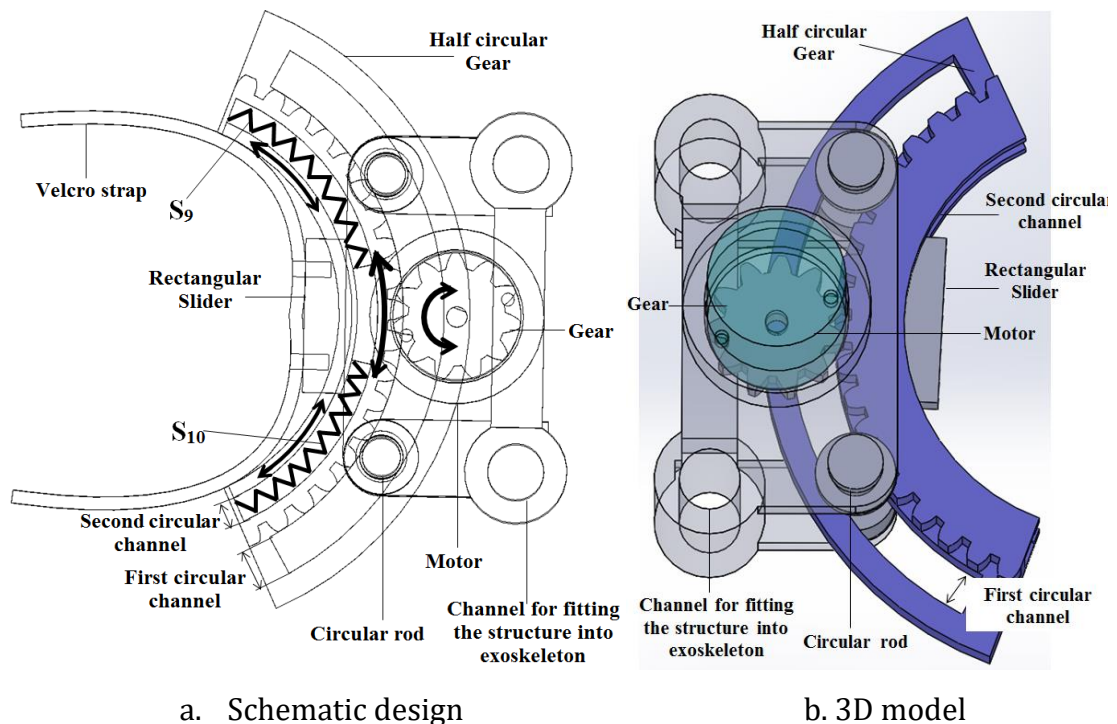 Half circular
Gear
Velcro strap
S9
Rectangular
Slider
Gear
S10
Second circular
channel
First circular
channel
Motor
Circular rod
Channel for fitting
the structure into
exoskeleton
a. Schematic design
Half circular
Gear
Second circular
channel
Rectangular
Slider
Gear
Motor
First circular
channel
Channel for fitting
the structure into
exoskeleton
Circular rod
b. 3D model